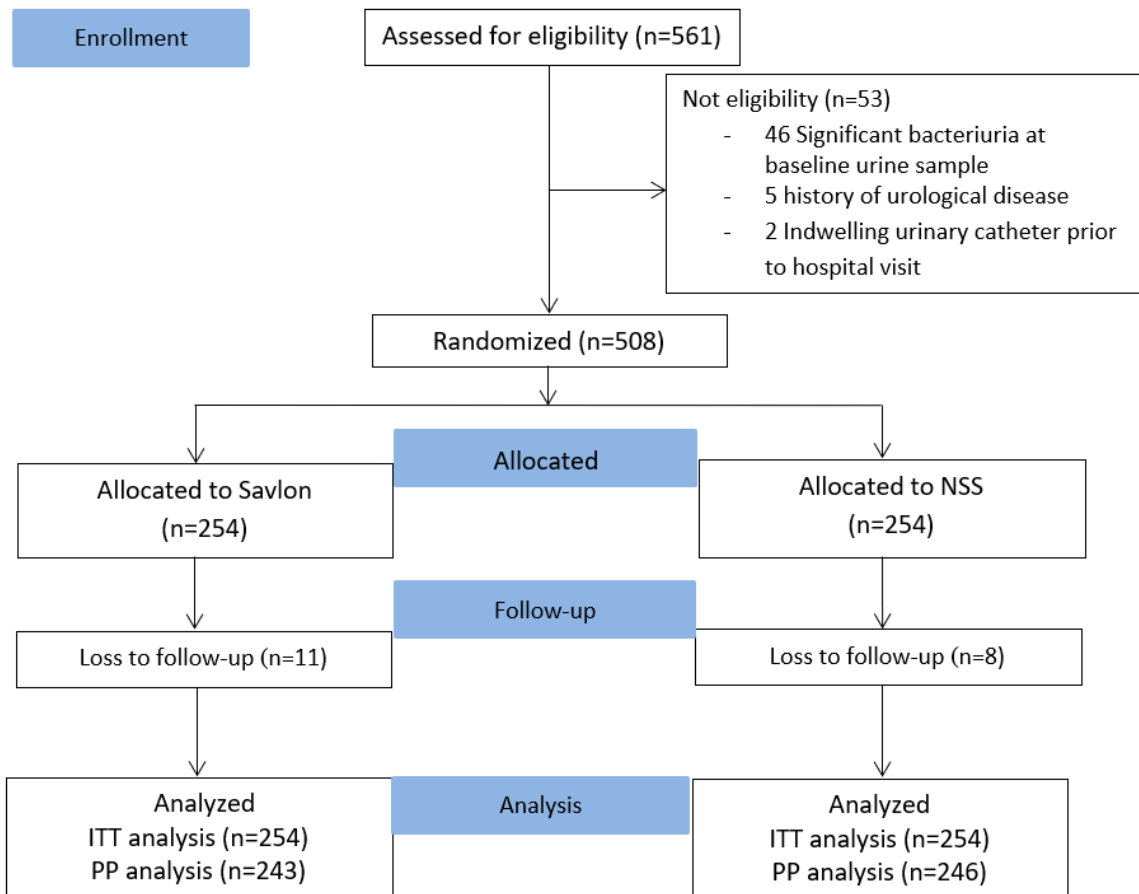 Enrollment
Assessed for eligibility (n=561)
Not eligibility (n=53)
- 46 Significant bacteriuria at
baseline urine sample
- 5 history of urological disease
- 2 Indwelling urinary catheter prior
to hospital visit
Randomized (n=508)
Allocated
Allocated to Savlon
(n=254)
Allocated to NSS
(n=254)
Follow-up
Loss to follow-up (n=11)
Loss to follow-up (n=8)
Analysis
Analyzed
ITT analysis (n=254)
PP analysis (n=243)
Analyzed
ITT analysis (n=254)
PP analysis (n=246)